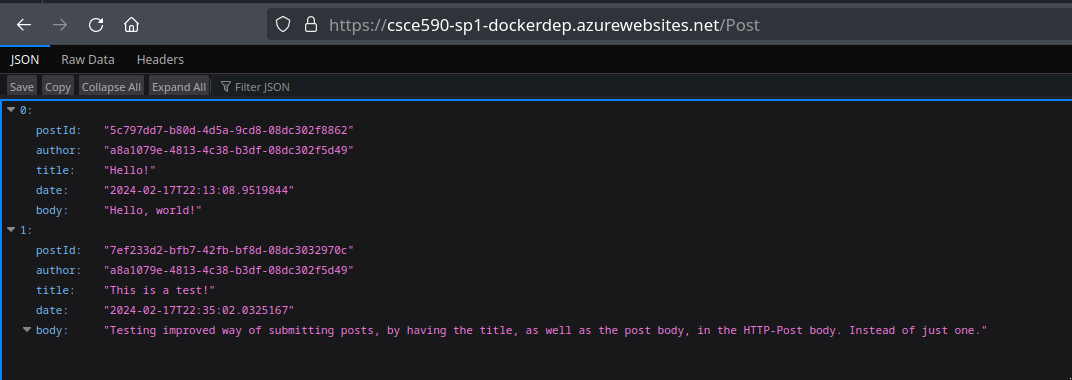 https://csce590-sp1-dockerdep.azurewebsites.net/Post
JSON Raw Data Headers
Save Copy Collapse All Expand All Filter JSON
0:
postId: "5c797dd7-b80d-4d5a-9cd8-08dc302f8862"
author: "a8a1079e-4813-4c38-b3df-08dc302f5d49"
title: "Hello!"
date: "2024-02-17T22:13:08.9519844"
body: "Hello, world!"
1:
postId: "7ef233d2-bfb7-42fb-bf8d-08dc3032970c"
author: "a8a1079e-4813-4c38-b3df-08dc302f5d49"
title: "This is a test!"
date: "2024-02-17T22:35:02.0325167"
body: "Testing improved way of submitting posts, by having the title, as well as the post body, in the HTTP-Post body. Instead of just one."